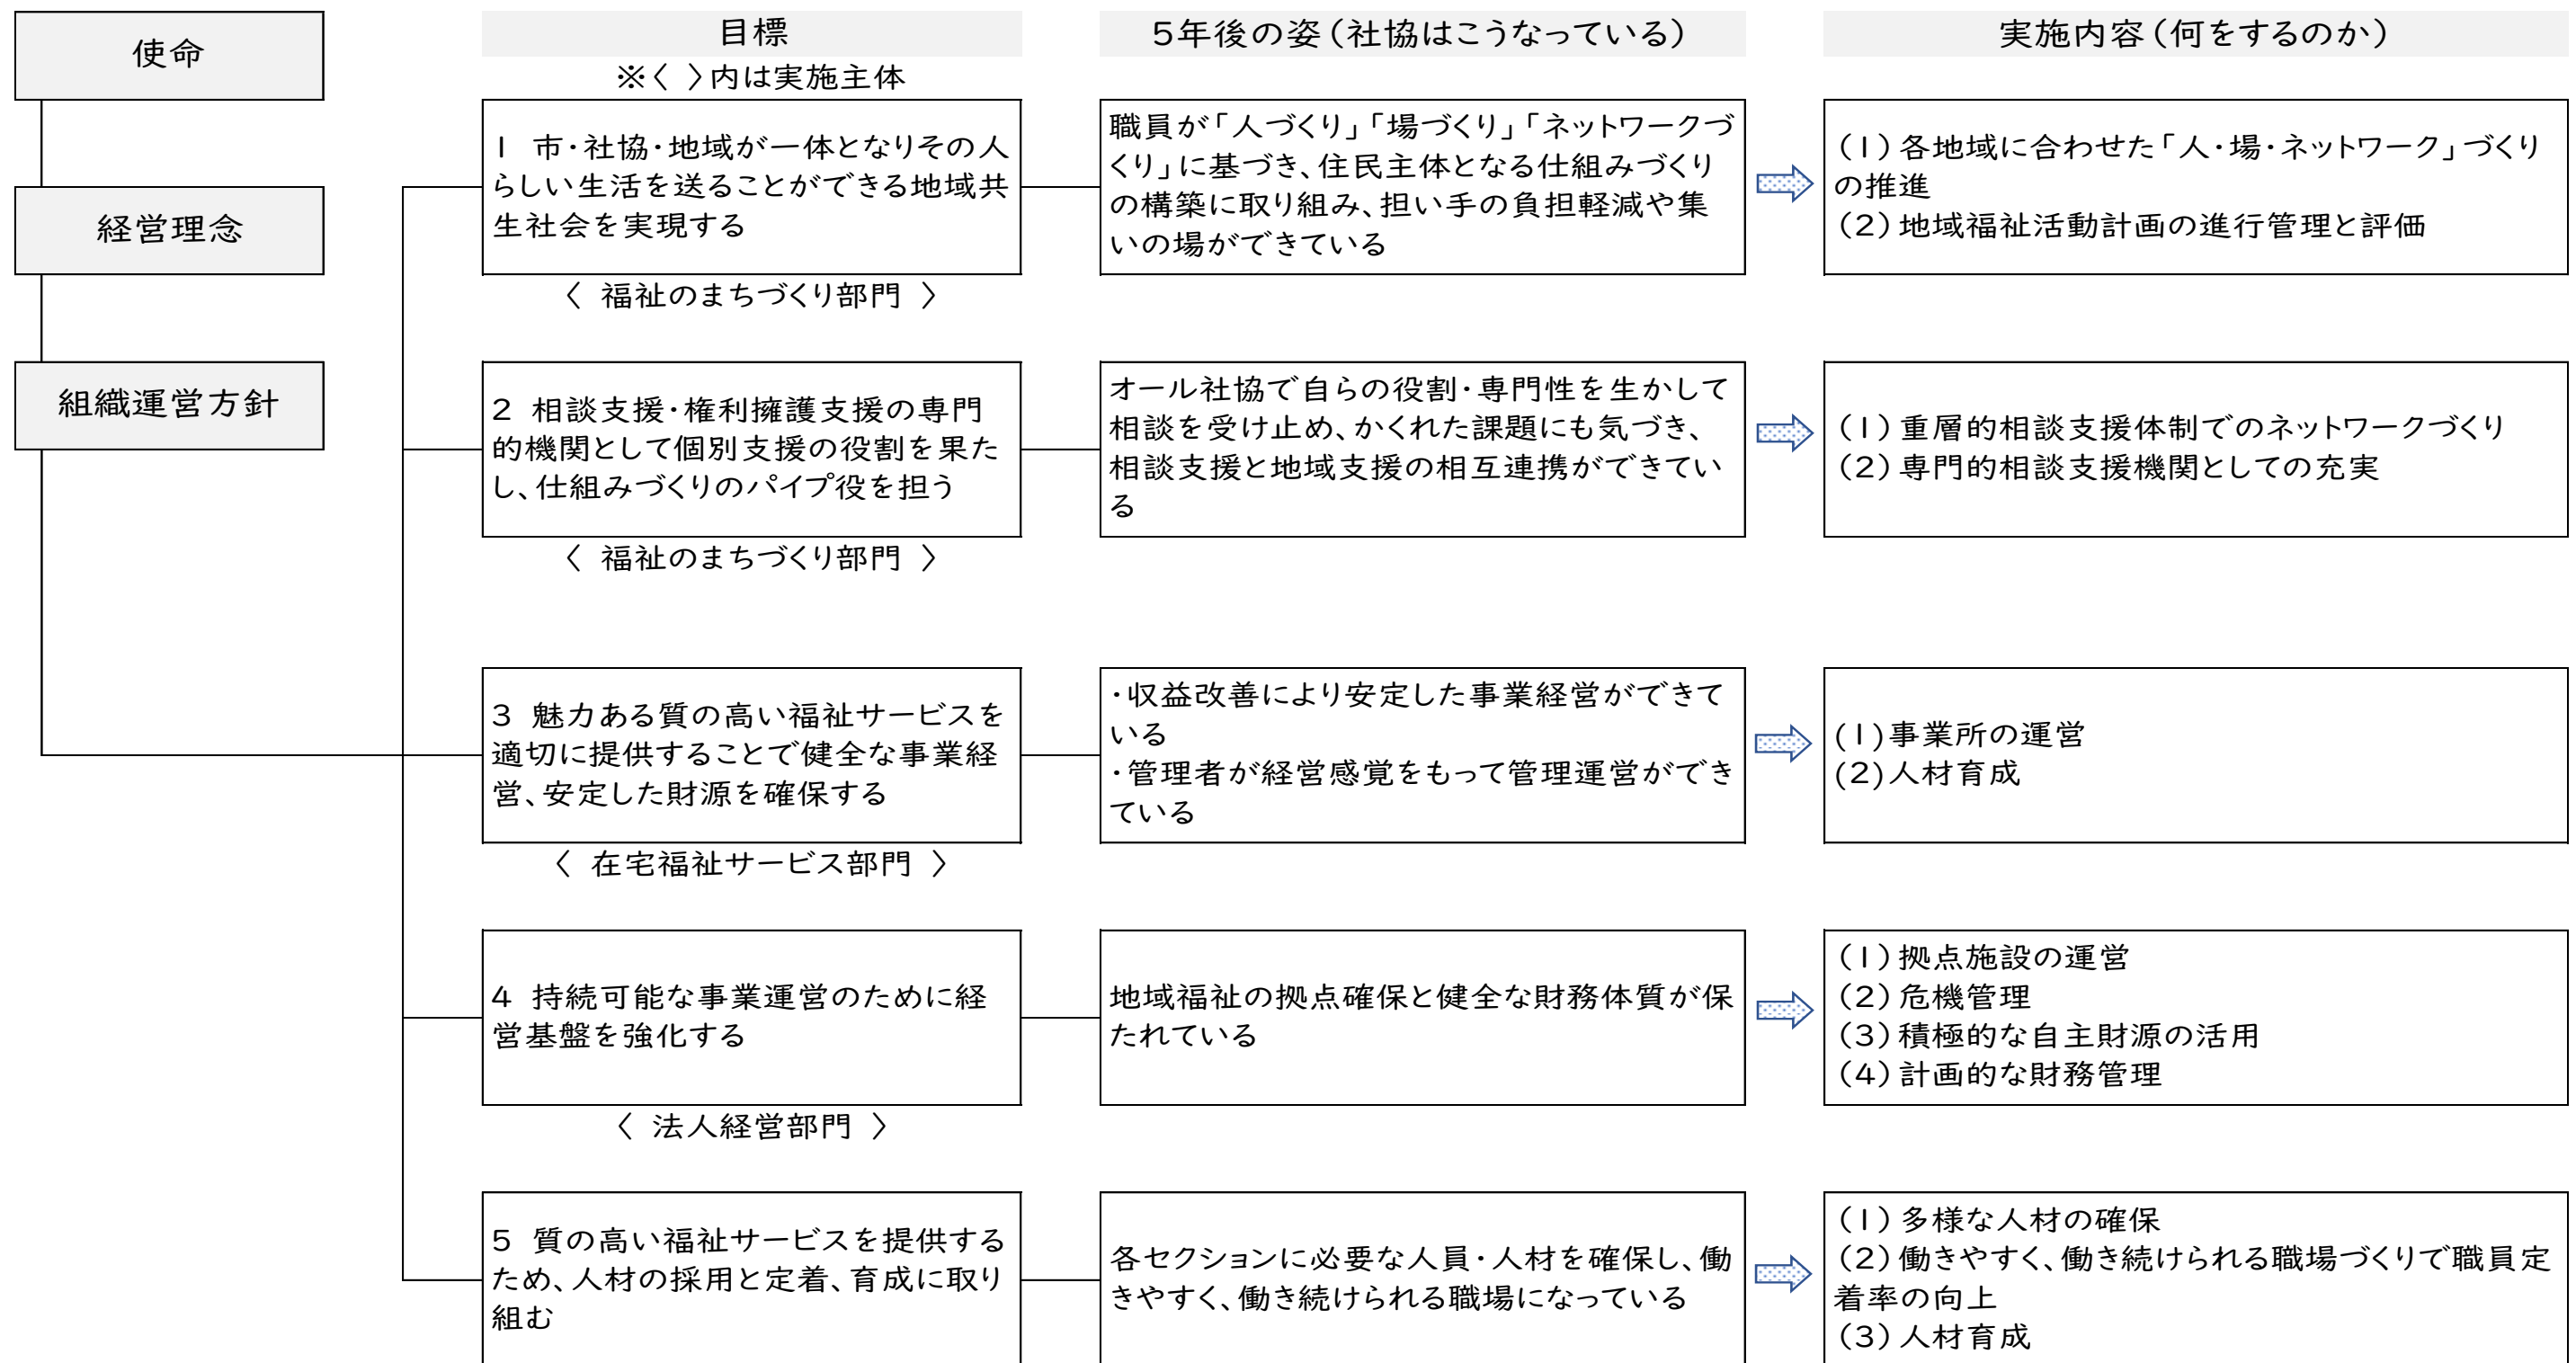 使命
経営理念
組織運営方針
目標
※〈 〉内は実施主体
5年後の姿(社協はこうなっている)
実施内容(何をするのか)
1 市・社協・地域が一体となりその人
らしい生活を送ることができる地域共
生社会を実現する
〈 福祉のまちづくり部門 〉
職員が「人づくり」「場づくり」「ネットワークづ
くり」に基づき、住民主体となる仕組みづくり
の構築に取り組み、担い手の負担軽減や集
いの場ができている
(1)各地域に合わせた「人・場・ネットワーク」づくり
の推進
(2)地域福祉活動計画の進行管理と評価
2 相談支援・権利擁護支援の専門
的機関として個別支援の役割を果た
し、仕組みづくりのパイプ役を担う
〈 福祉のまちづくり部門 〉
オール社協で自らの役割・専門性を生かして
相談を受け止め、かくれた課題にも気づき、
相談支援と地域支援の相互連携ができてい
る
(1)重層的相談支援体制でのネットワークづくり
(2)専門的相談支援機関としての充実
3 魅力ある質の高い福祉サービスを
適切に提供することで健全な事業経
営、安定した財源を確保する
〈 在宅福祉サービス部門 〉
・収益改善により安定した事業経営ができて
いる
・管理者が経営感覚をもって管理運営ができ
ている
(1)事業所の運営
(2)人材育成
4 持続可能な事業運営のために経
営基盤を強化する
〈 法人経営部門 〉
地域福祉の拠点確保と健全な財務体質が保
たれている
(1)拠点施設の運営
(2)危機管理
(3)積極的な自主財源の活用
(4)計画的な財務管理
5 質の高い福祉サービスを提供する
ため、人材の採用と定着、育成に取り
組む
各セクションに必要な人員・人材を確保し、働
きやすく、働き続けられる職場になっている
(1)多様な人材の確保
(2)働きやすく、働き続けられる職場づくりで職員定
着率の向上
(3)人材育成